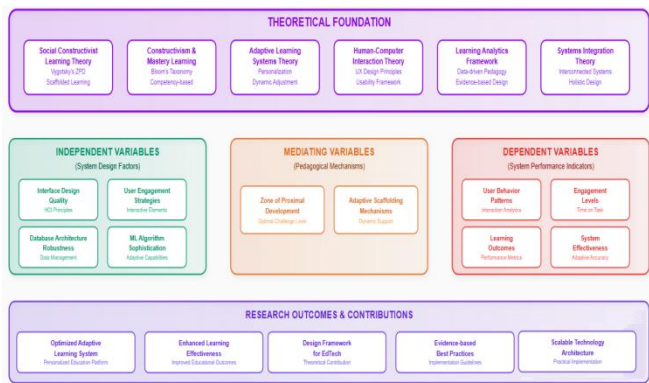 THEORETICAL FOUNDATION
Social Constructivist
Learning Theory
Vygotsky's ZPD
Scaffolded Learning
Constructivism &
Mastery Learning
Bloom's Taxonomy
Competency-based
Adaptive Learning
Systems Theory
Personalization
Dynamic Adjustment
Human-Computer
Interaction Theory
UX Design Principles
Usability Framework
Learning Analytics
Framework
Data-driven Pedagogy
Evidence-based Design
Systems Integration
Theory
Interconnected Systems
Holistic Design
INDEPENDENT VARIABLES
(System Design Factors)
Interface Design
Quality
HCI Principles
User Engagement
Strategies
Interactive Elements
Database Architecture
Robustness
Data Management
ML Algorithm
Sophistication
Adaptive Capabilities
MEDIATING VARIABLES
(Pedagogical Mechanisms)
Zone of Proximal
Development
Optimal Challenge Level
Adaptive Scaffolding
Mechanisms
Dynamic Support
DEPENDENT VARIABLES
(System Performance Indicators)
User Behavior
Patterns
Interaction Analytics
Engagement
Levels
Time on Task
Learning
Outcomes
Performance Metrics
System
Effectiveness
Adaptive Accuracy
RESEARCH OUTCOMES & CONTRIBUTIONS
Optimized Adaptive
Learning System
Personalized Education Platform
Enhanced Learning
Effectiveness
Improved Educational Outcomes
Design Framework
for EdTech
Theoretical Contribution
Evidence-based
Best Practices
Implementation Guidelines
Scalable Technology
Architecture
Practical Implementation